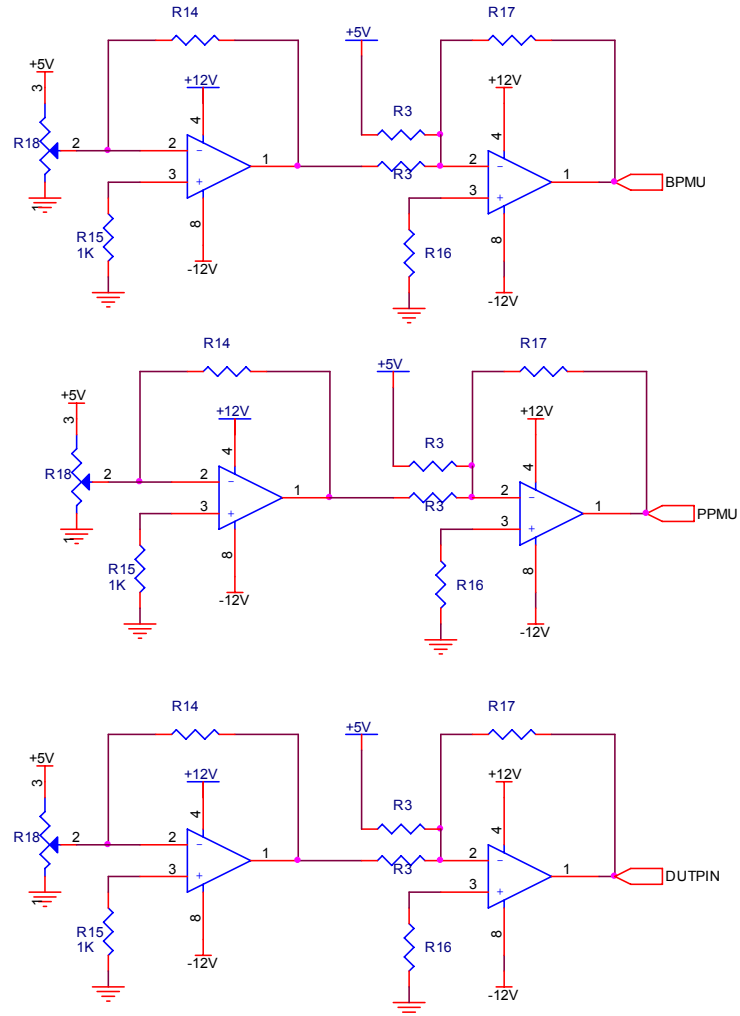 R14
R17
+5V
+5V
+12V
+12V
3
4
4
R3
R18
2
2
1
2
1
R3
BPMU
3
3
1
R15
1K
8
R16
8
-12V
-12V
R14
R17
+5V
+5V
+12V
+12V
3
4
4
R3
R18
2
2
1
2
1
R3
PPMU
3
3
1
R15
1K
8
R16
8
-12V
-12V
R14
R17
+5V
+5V
+12V
+12V
3
4
4
R3
R18
2
2
1
2
1
R3
DUTPIN
3
3
1
R15
1K
8
R16
8
-12V
-12V